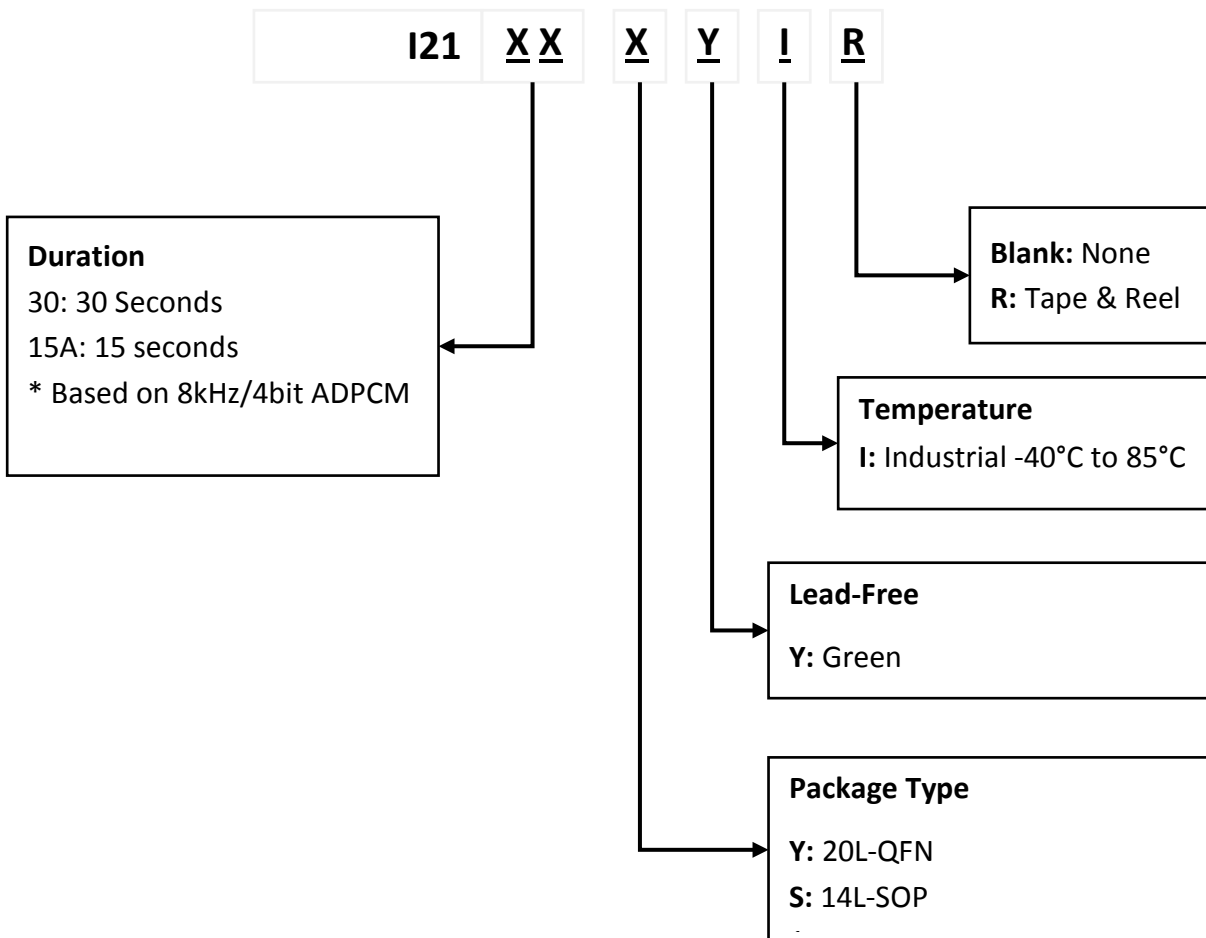 I21 XX X Y I R
Duration
30: 30 Seconds
15A: 15 seconds
* Based on 8kHz/4bit ADPCM
Blank: None
R: Tape & Reel
Temperature
I: Industrial -40°C to 85°C
Lead-Free
Y: Green
Package Type
Y: 20L-QFN
S: 14L-SOP